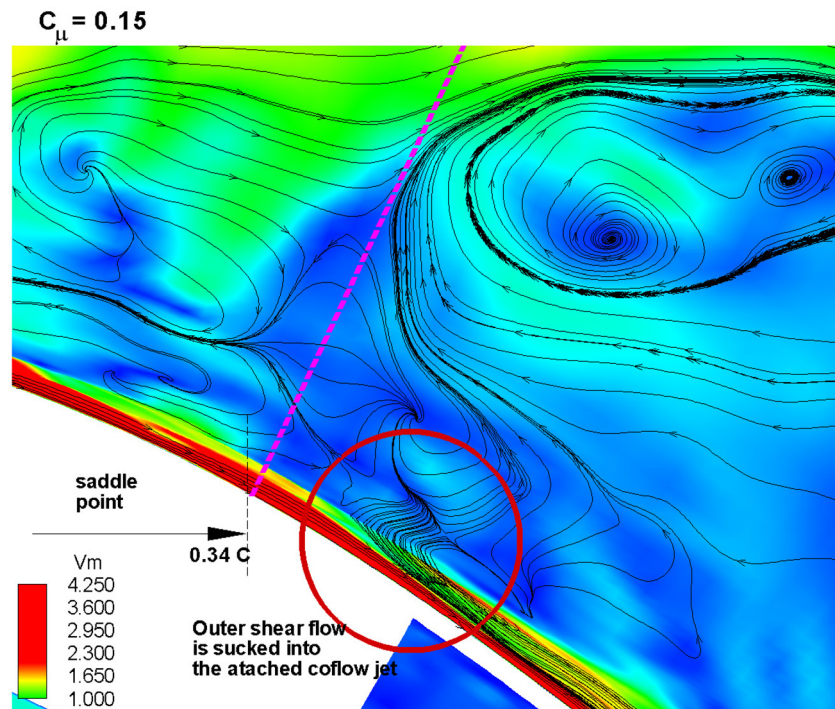 C_μ = 0.15
saddle
point
0.34 C
Vm
4.250
3.600
2.950
2.300
1.650
1.000
Outer shear flow
is sucked into
the atached coflow jet